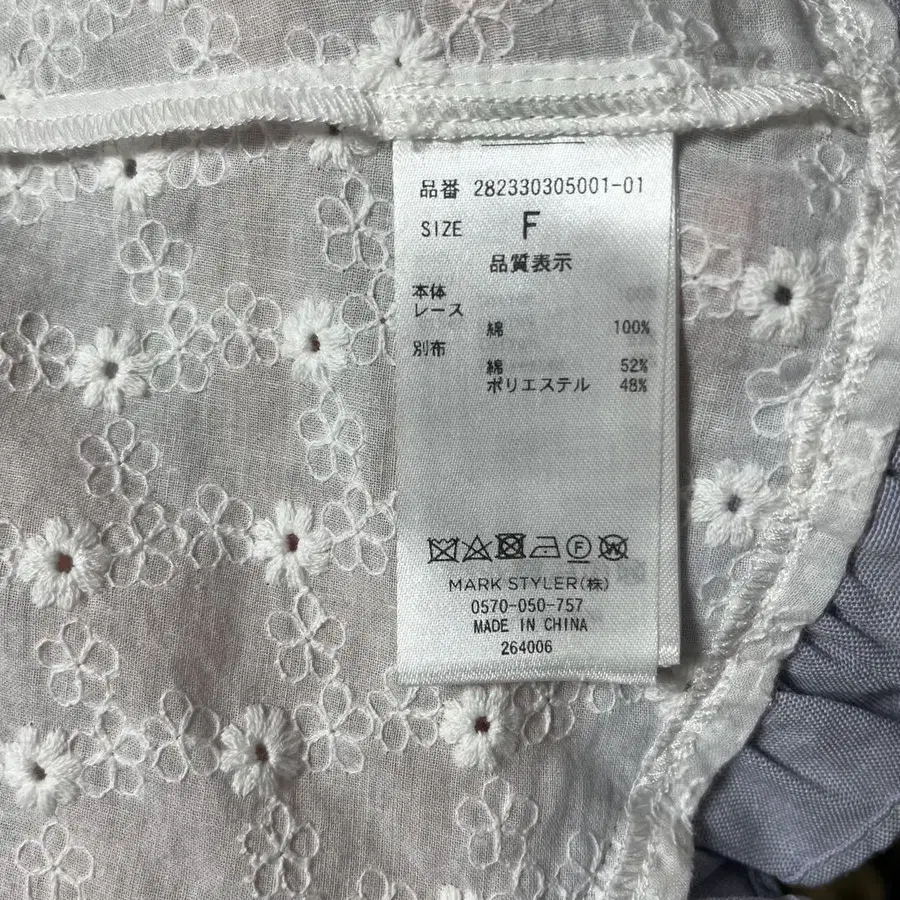 品番 282330305001-01
SIZE F
品質表示
本体
レース
綿 100%
別布
綿 52%
ポリエステル 48%
F W
MARK STYLER(株)
0570-050-757
MADE IN CHINA
264006